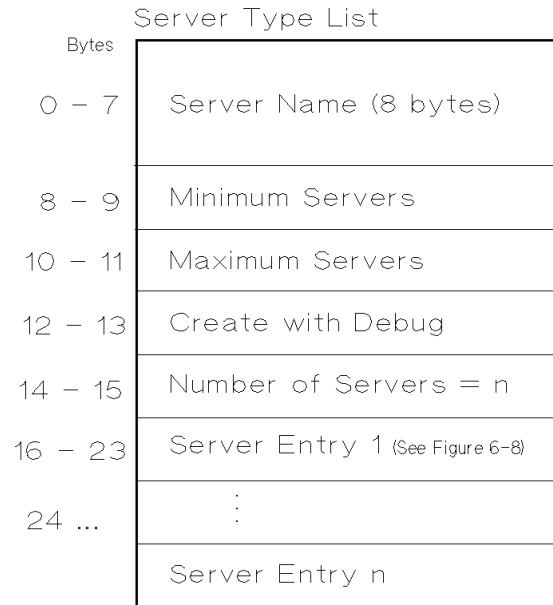 Server Type List
Bytes
0 - 7 Server Name (8 bytes)
8 - 9 Minimum Servers
10 - 11 Maximum Servers
12 - 13 Create with Debug
14 - 15 Number of Servers = n
16 - 23 Server Entry 1 (See Figure 6-8)
24 ... ⋮
Server Entry n